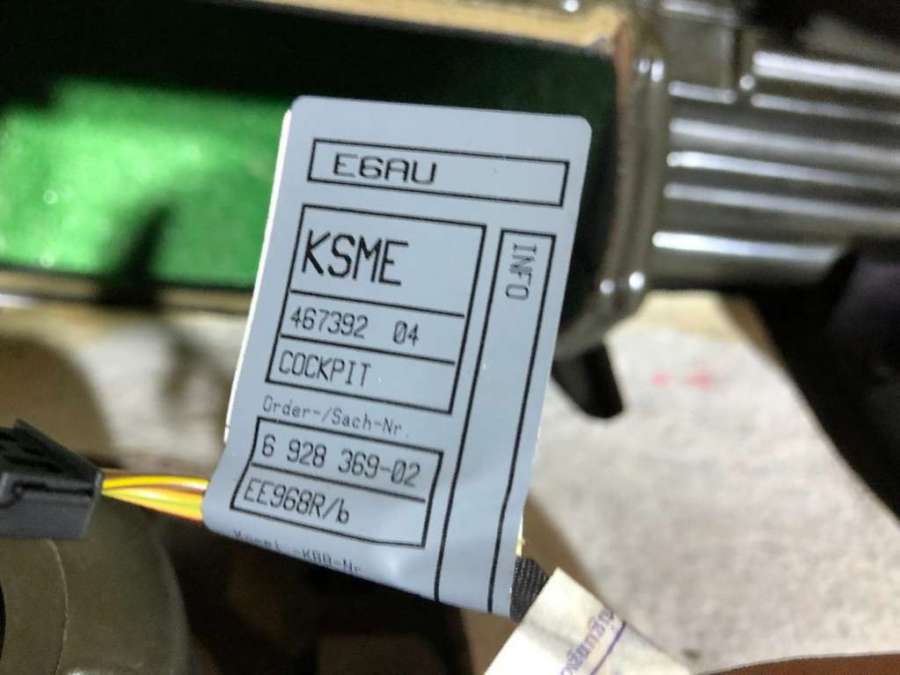 E6AU
KSME
INFO
467392 04
COCKPIT
Order-/Sach-Nr.
6 928 369-02
EE968R/b